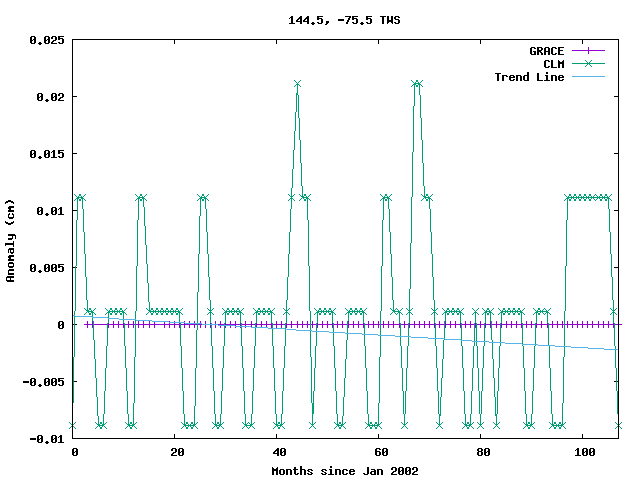 144.5, -75.5 TWS
0.025
0.02
0.015
0.01
0.005
0
-0.005
-0.01
Anomaly (cm)
GRACE
CLM
Trend Line
0 20 40 60 80 100
Months since Jan 2002